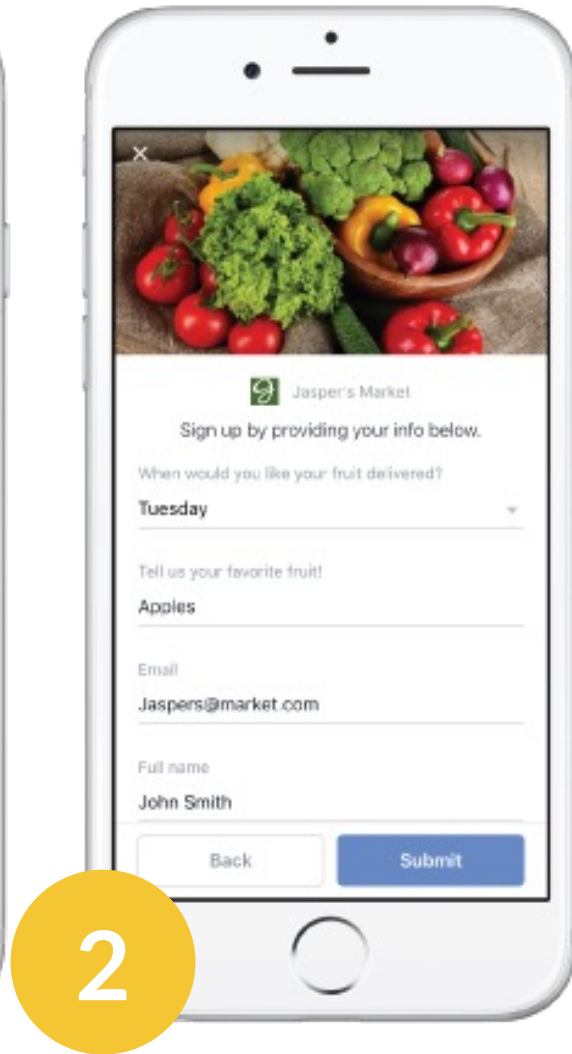 ×
Jasper's Market
Sign up by providing your info below.
When would you like your fruit delivered?
Tuesday
Tell us your favorite fruit!
Apples
Email
Jaspers@market.com
Full name
John Smith
Back Submit
2